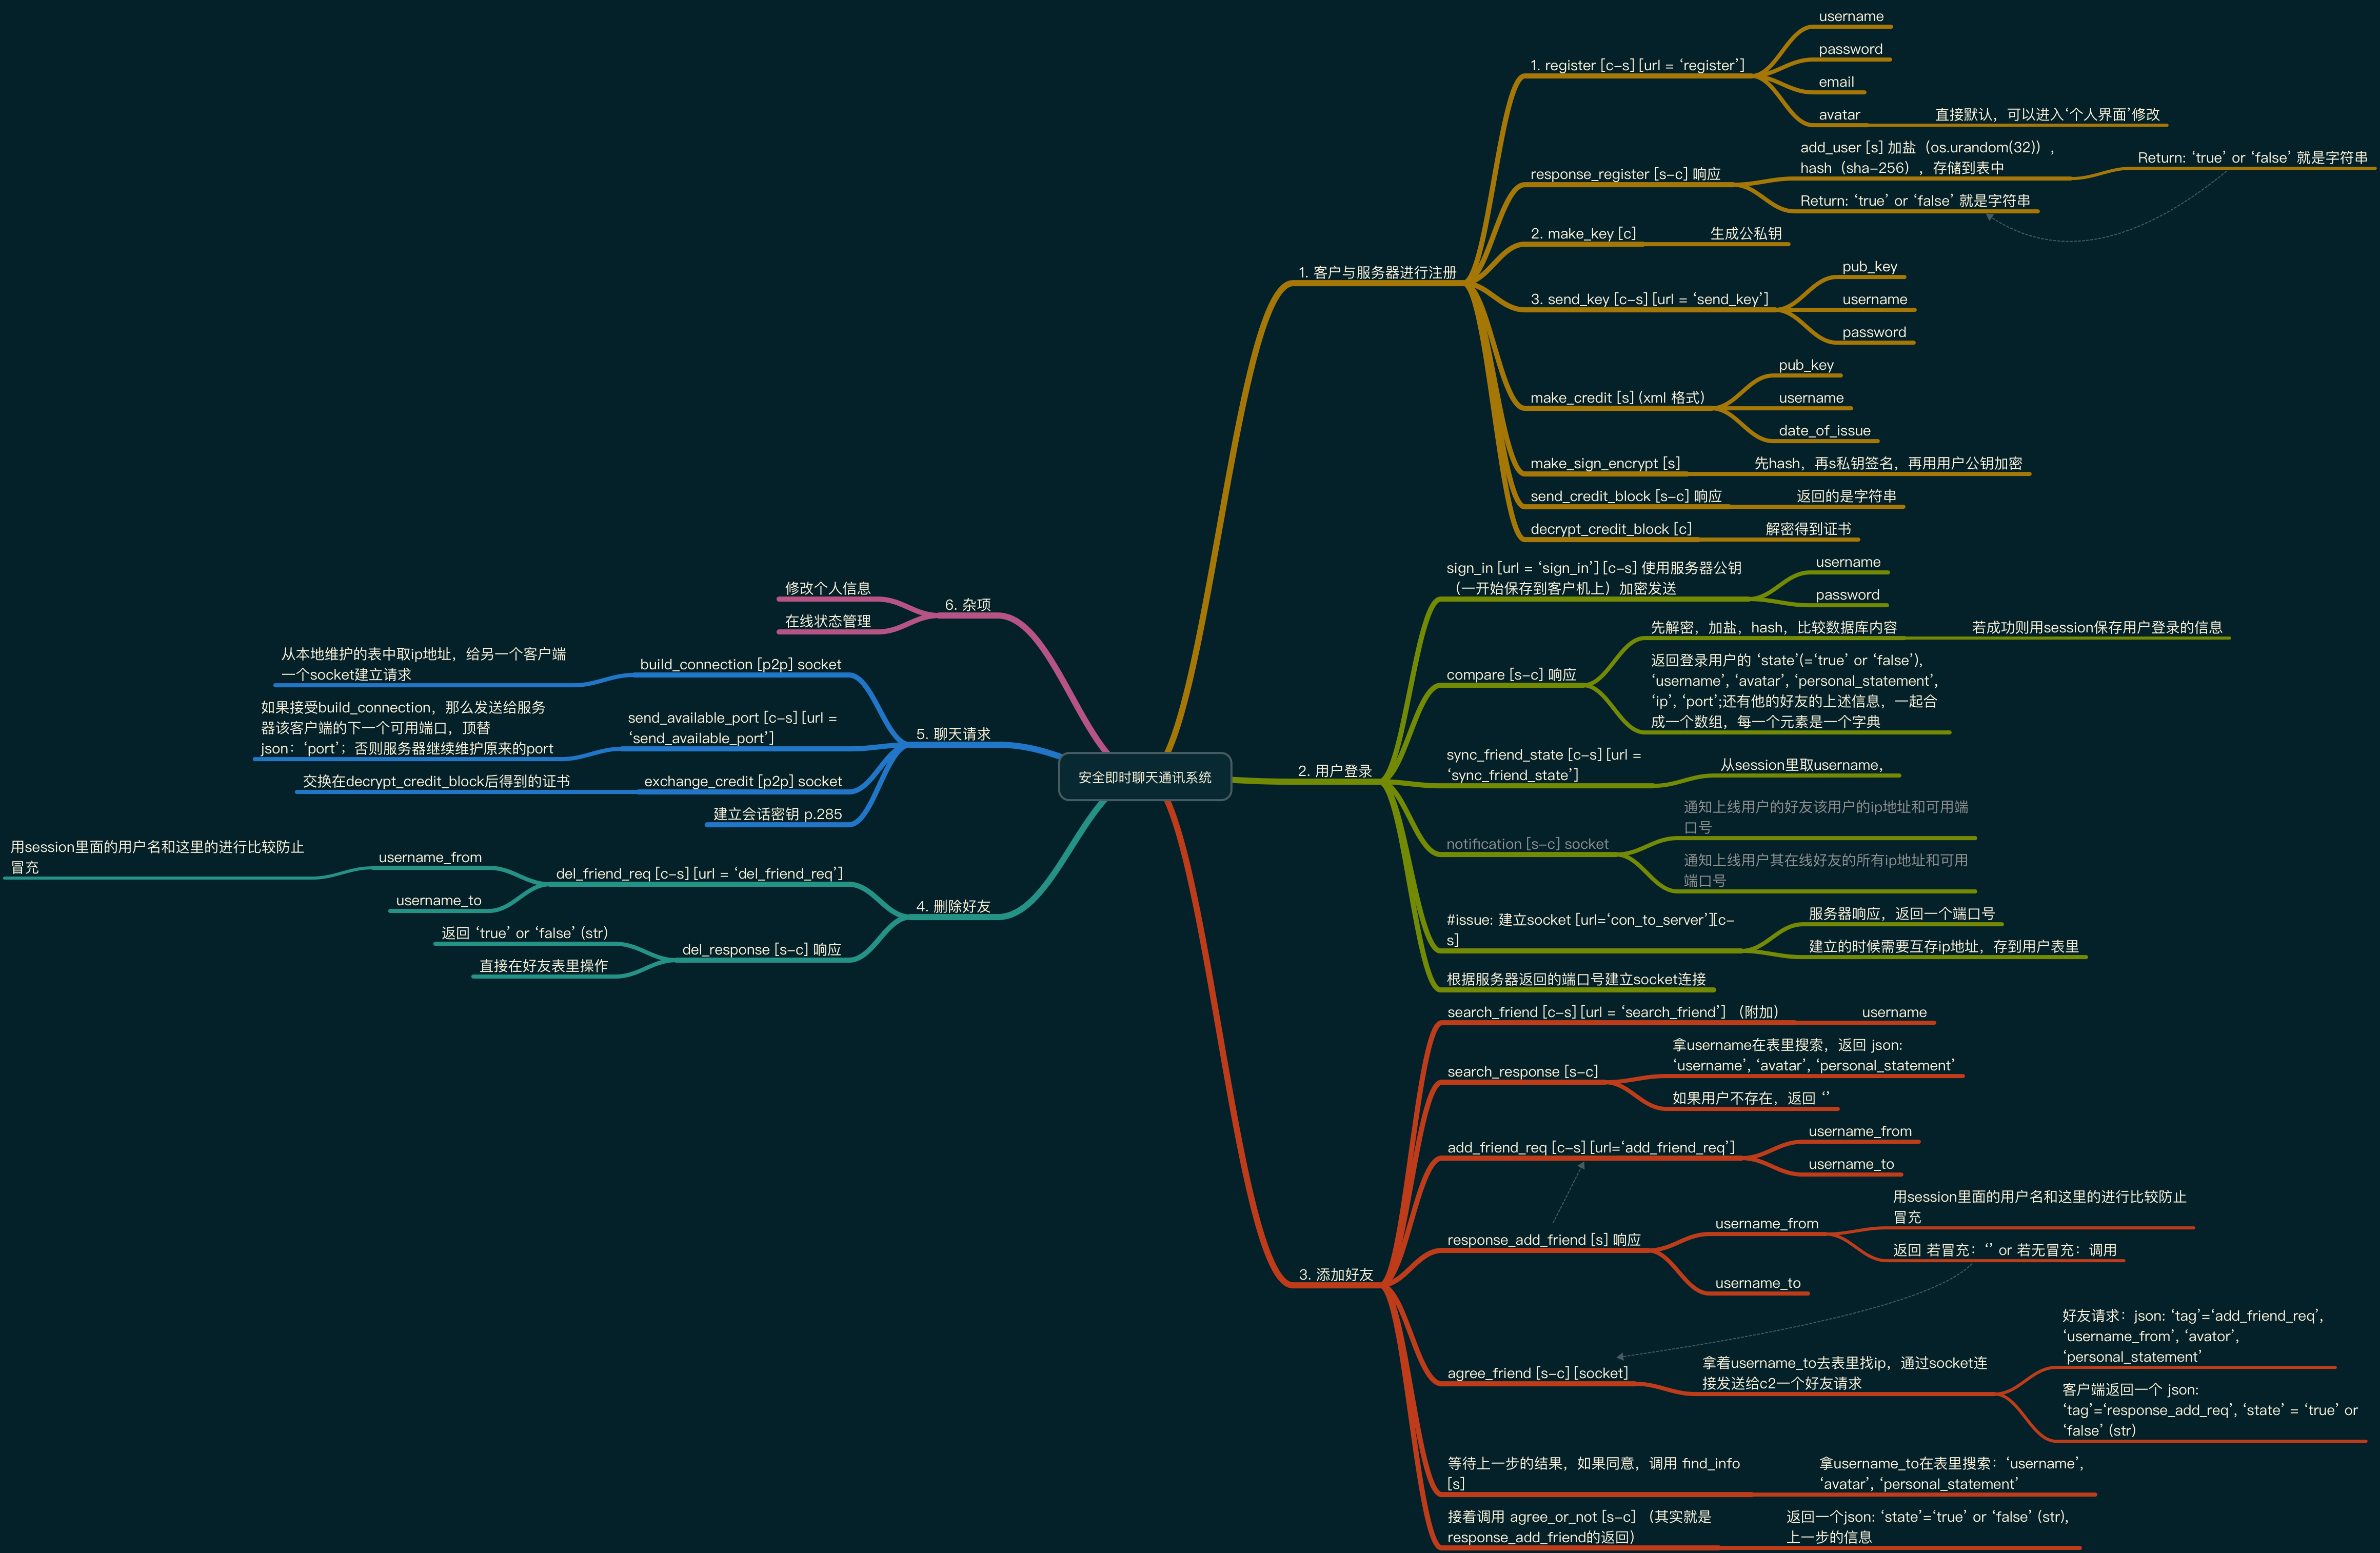 安全即时聊天通讯系统
1. 客户与服务器进行注册
1. register [c-s] [url = ‘register’]
username
password
email
avatar
直接默认，可以进入‘个人界面’修改
response_register [s-c] 响应
add_user [s] 加盐（os.urandom(32)），
hash（sha-256），存储到表中
Return: ‘true’ or ‘false’ 就是字符串
Return: ‘true’ or ‘false’ 就是字符串
2. make_key [c]
生成公私钥
3. send_key [c-s] [url = ‘send_key’]
pub_key
username
password
make_credit [s] (xml 格式)
pub_key
username
date_of_issue
make_sign_encrypt [s]
先hash，再s私钥签名，再用用户公钥加密
send_credit_block [s-c] 响应
返回的是字符串
decrypt_credit_block [c]
解密得到证书
2. 用户登录
sign_in [url = ‘sign_in’] [c-s] 使用服务器公钥
（一开始保存到客户机上）加密发送
username
password
compare [s-c] 响应
先解密，加盐，hash，比较数据库内容
若成功则用session保存用户登录的信息
返回登录用户的 ‘state’(=‘true’ or ‘false’),
‘username’, ‘avatar’, ‘personal_statement’,
‘ip’, ‘port’;还有他的好友的上述信息，一起合
成一个数组，每一个元素是一个字典
sync_friend_state [c-s] [url =
‘sync_friend_state’]
从session里取username,
notification [s-c] socket
通知上线用户的好友该用户的ip地址和可用端
口号
通知上线用户其在线好友的所有ip地址和可用
端口号
#issue: 建立socket [url=‘con_to_server’][c-
s]
服务器响应，返回一个端口号
建立的时候需要互存ip地址，存到用户表里
根据服务器返回的端口号建立socket连接
3. 添加好友
search_friend [c-s] [url = ‘search_friend’] （附加）
username
search_response [s-c]
拿username在表里搜索，返回 json:
‘username’, ‘avatar’, ‘personal_statement’
如果用户不存在，返回 ‘’
add_friend_req [c-s] [url=‘add_friend_req’]
username_from
username_to
response_add_friend [s] 响应
username_from
用session里面的用户名和这里的进行比较防止
冒充
返回 若冒充：‘’ or 若无冒充：调用
username_to
agree_friend [s-c] [socket]
拿着username_to去表里找ip，通过socket连
接发送给c2一个好友请求
好友请求：json: ‘tag’=‘add_friend_req’,
‘username_from’, ‘avator’,
‘personal_statement’
客户端返回一个 json:
‘tag’=‘response_add_req’, ‘state’ = ‘true’ or
‘false’ (str)
等待上一步的结果，如果同意，调用 find_info
[s]
拿username_to在表里搜索：‘username’,
‘avatar’, ‘personal_statement’
接着调用 agree_or_not [s-c] （其实就是
response_add_friend的返回）
返回一个json: ‘state’=‘true’ or ‘false’ (str),
上一步的信息
4. 删除好友
del_friend_req [c-s] [url = ‘del_friend_req’]
username_from
用session里面的用户名和这里的进行比较防止
冒充
username_to
del_response [s-c] 响应
返回 ‘true’ or ‘false’ (str)
直接在好友表里操作
5. 聊天请求
build_connection [p2p] socket
从本地维护的表中取ip地址，给另一个客户端
一个socket建立请求
send_available_port [c-s] [url =
‘send_available_port’]
如果接受build_connection，那么发送给服务
器该客户端的下一个可用端口，顶替
json：‘port’；否则服务器继续维护原来的port
exchange_credit [p2p] socket
交换在decrypt_credit_block后得到的证书
建立会话密钥 p.285
6. 杂项
修改个人信息
在线状态管理